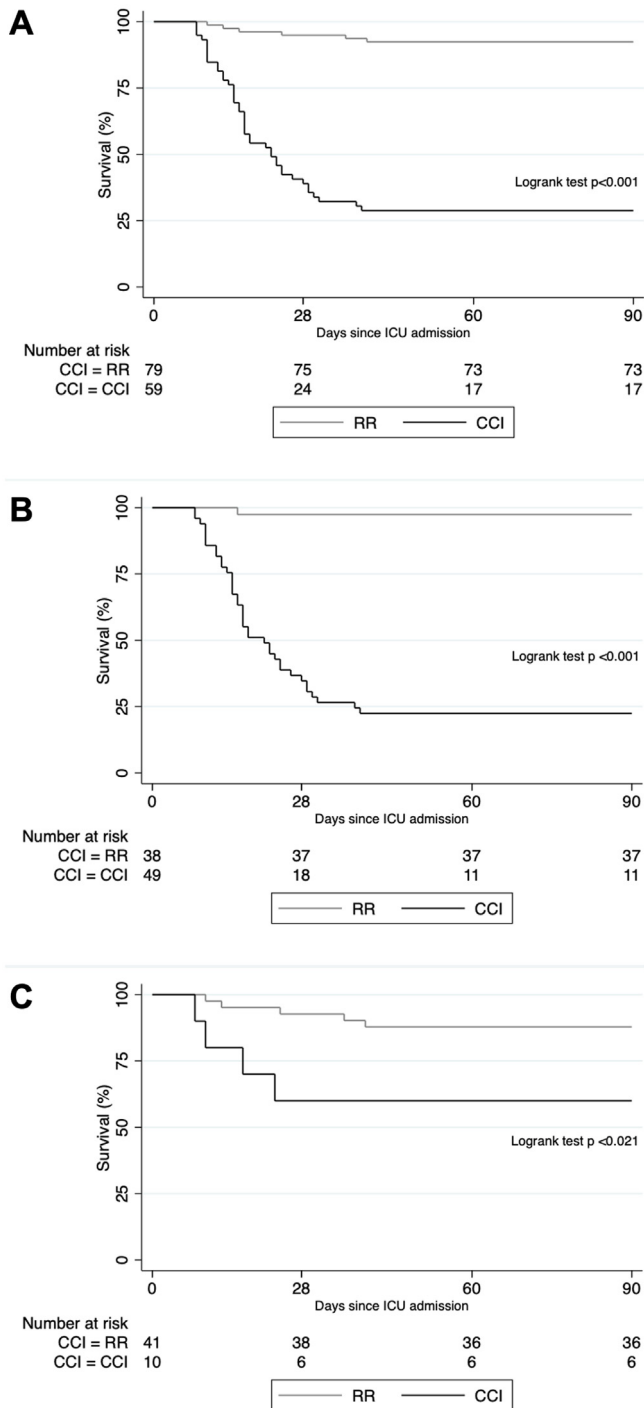 A
100
75
50
25
0
Survival (%)
Logrank test p<0.001
0 28 60 90
Days since ICU admission
Number at risk
CCI = RR 79 75 73 73
CCI = CCI 59 24 17 17
RR CCI
B
100
75
50
25
0
Survival (%)
Logrank test p <0.001
0 28 60 90
Days since ICU admission
Number at risk
CCI = RR 38 37 37 37
CCI = CCI 49 18 11 11
RR CCI
C
100
75
50
25
0
Survival (%)
Logrank test p <0.021
0 28 60 90
Days since ICU admission
Number at risk
CCI = RR 41 38 36 36
CCI = CCI 10 6 6 6
RR CCI